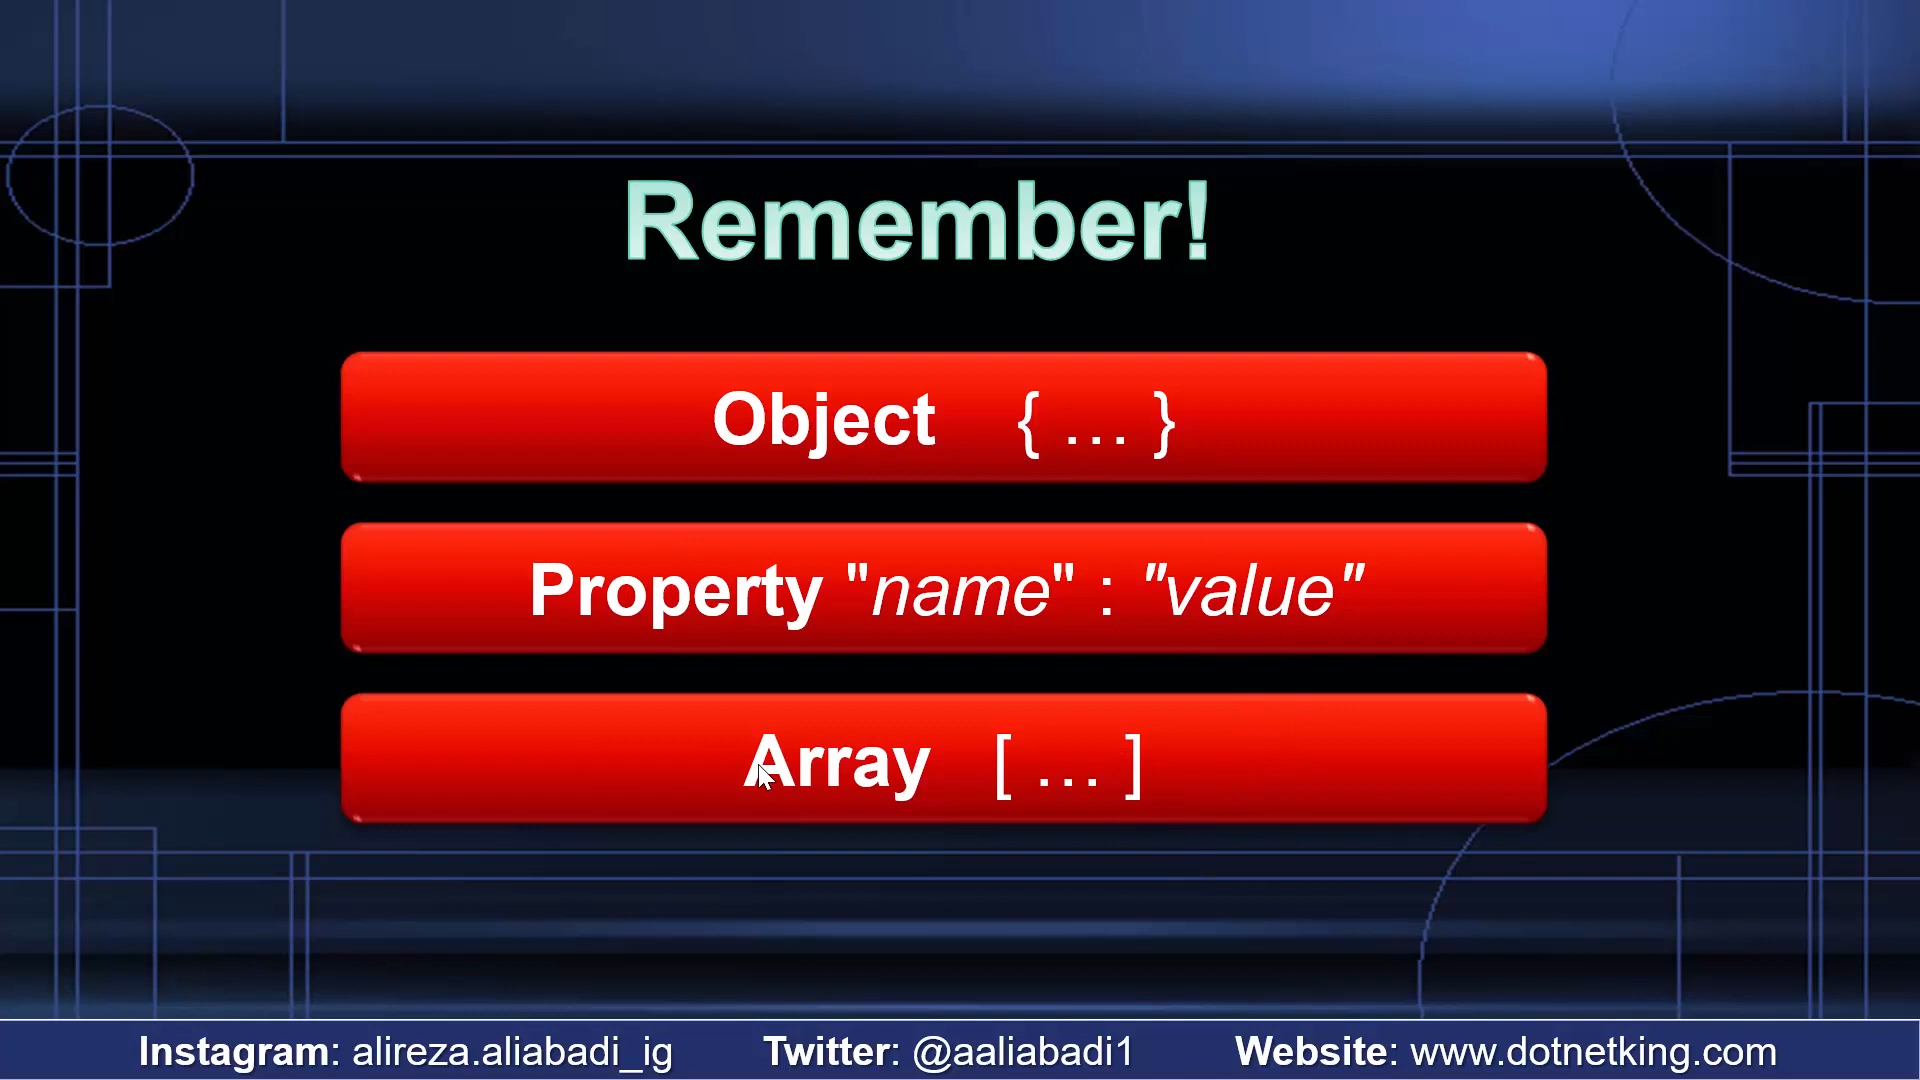 Remember!
Object { … }
Property "name" : "value"
Array [ … ]
Instagram: alireza.aliabadi_ig Twitter: @aaliabadi1 Website: www.dotnetking.com